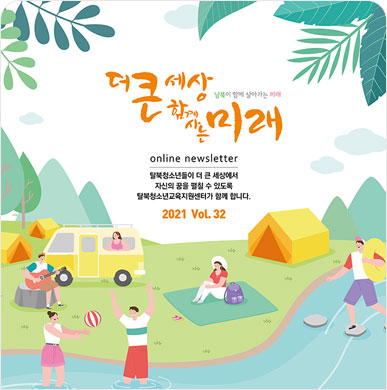 더 큰 세상
남북이 함께 살아가는 미래
함께 사는 미래
online newsletter
탈북청소년들이 더 큰 세상에서
자신의 꿈을 펼칠 수 있도록
탈북청소년교육지원센터가 함께 합니다.
2021 Vol. 32